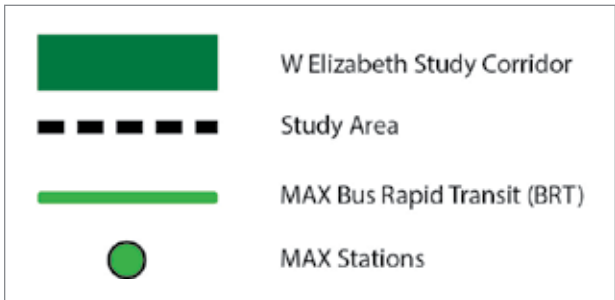 W Elizabeth Study Corridor
Study Area
MAX Bus Rapid Transit (BRT)
MAX Stations